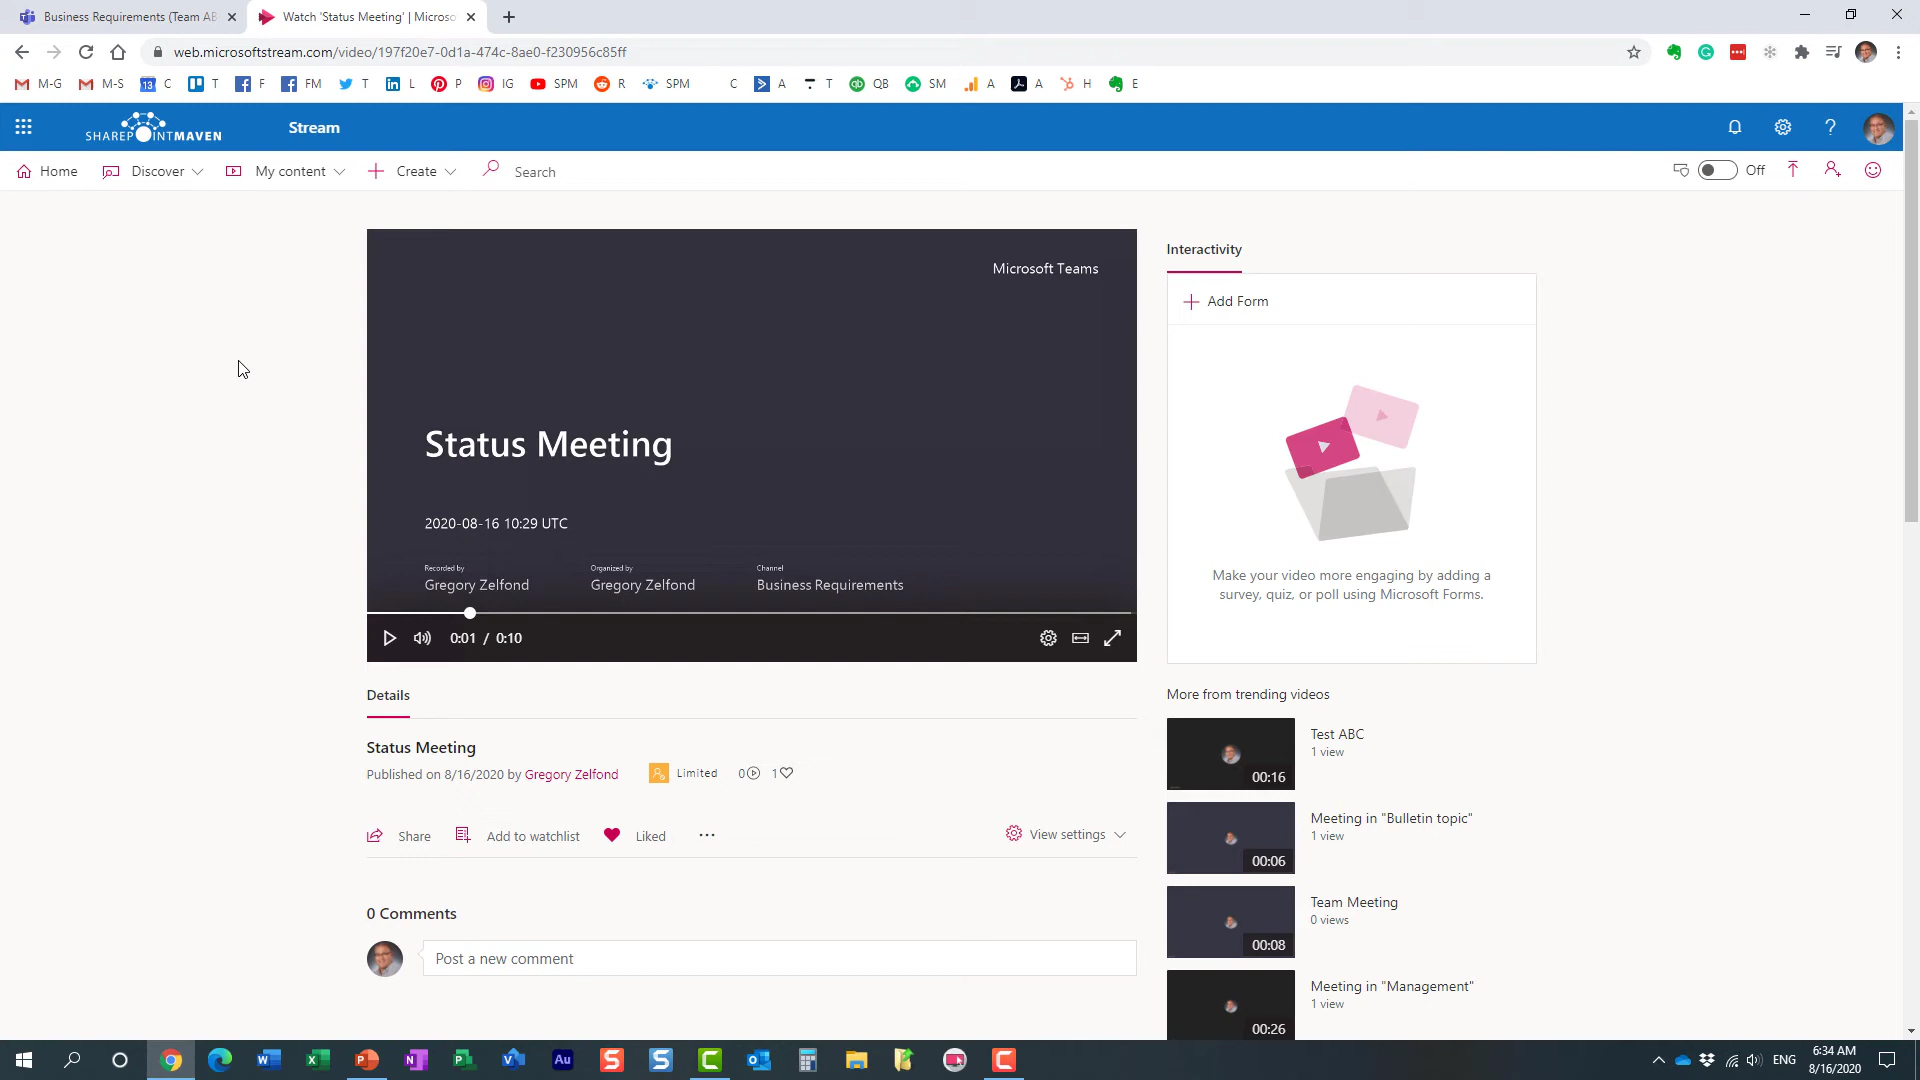 Business Requirements (Team AB
Watch 'Status Meeting' | Microso
web.microsoftstream.com/video/197f20e7-0d1a-474c-8ae0-f230956c85ff
M-G
M-S
13
C
T
F
FM
T
L
P
IG
SPM
R
SPM
C
A
T
QB
SM
A
A
H
E
SHAREPOINTMAVEN
Stream
Home
Discover
My content
Create
Search
Off
Microsoft Teams
Status Meeting
2020-08-16 10:29 UTC
Recorded by
Gregory Zelfond
Organized by
Gregory Zelfond
Channel
Business Requirements
0:01 / 0:10
Interactivity
Add Form
Make your video more engaging by adding a
survey, quiz, or poll using Microsoft Forms.
Details
Status Meeting
Published on 8/16/2020 by Gregory Zelfond
Limited
0
1
Share
Add to watchlist
Liked
View settings
0 Comments
Post a new comment
More from trending videos
00:16
Test ABC
1 view
00:06
Meeting in "Bulletin topic"
1 view
00:08
Team Meeting
0 views
00:26
Meeting in "Management"
1 view
Au
ENG
6:34 AM
8/16/2020